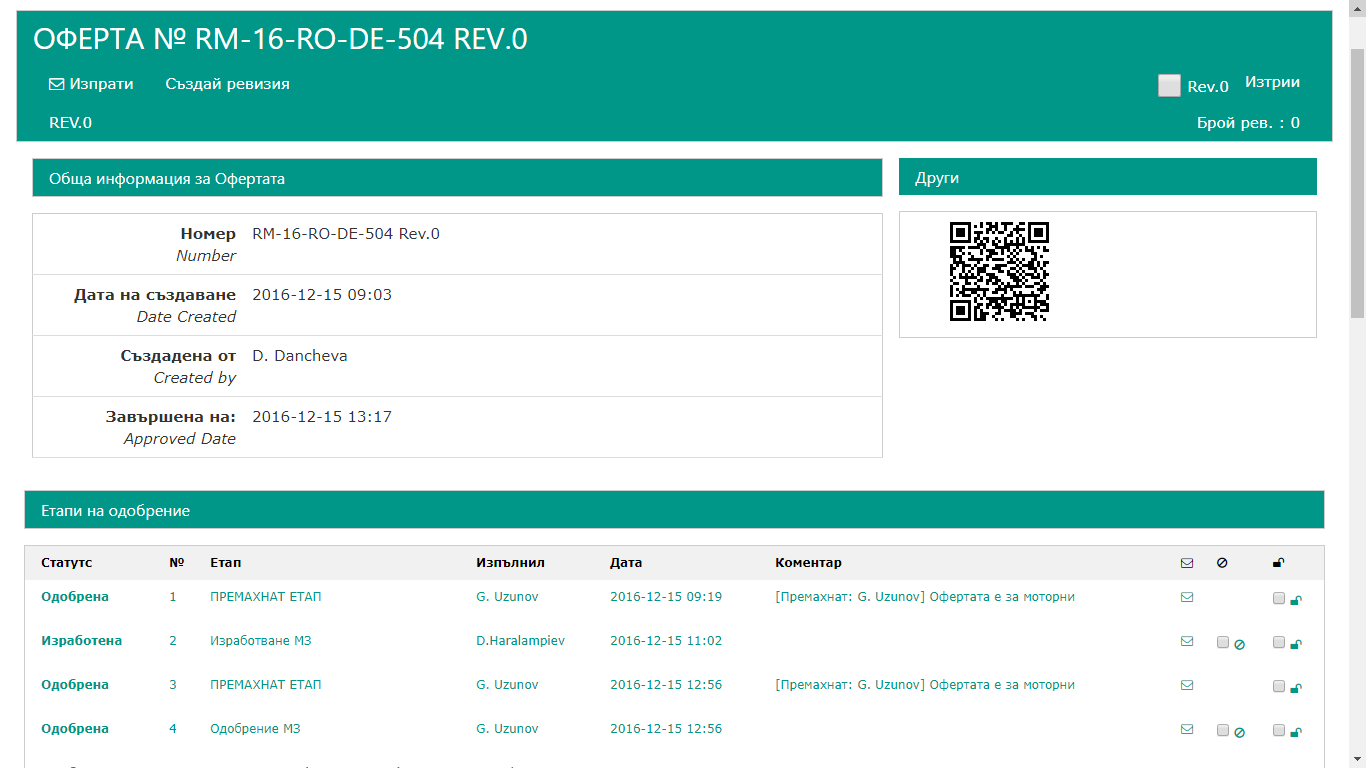 ОФЕРТА № RM-16-RO-DE-504 REV.0
Изпрати Създай ревизия Rev.0 Изтрии
REV.0 Брой рев. : 0
Обща информация за Офертата
Номер RM-16-RO-DE-504 Rev.0
Number
Дата на създаване 2016-12-15 09:03
Date Created
Създадена от D. Dancheva
Created by
Завършена на: 2016-12-15 13:17
Approved Date
Други
Етапи на одобрение
Статутс № Етап Изпълнил Дата Коментар
Одобрена 1 ПРЕМАХНАТ ЕТАП G. Uzunov 2016-12-15 09:19 [Премахнат: G. Uzunov] Офертата е за моторни
Изработена 2 Изработване МЗ D.Haralampiev 2016-12-15 11:02
Одобрена 3 ПРЕМАХНАТ ЕТАП G. Uzunov 2016-12-15 12:56 [Премахнат: G. Uzunov] Офертата е за моторни
Одобрена 4 Одобрение МЗ G. Uzunov 2016-12-15 12:56